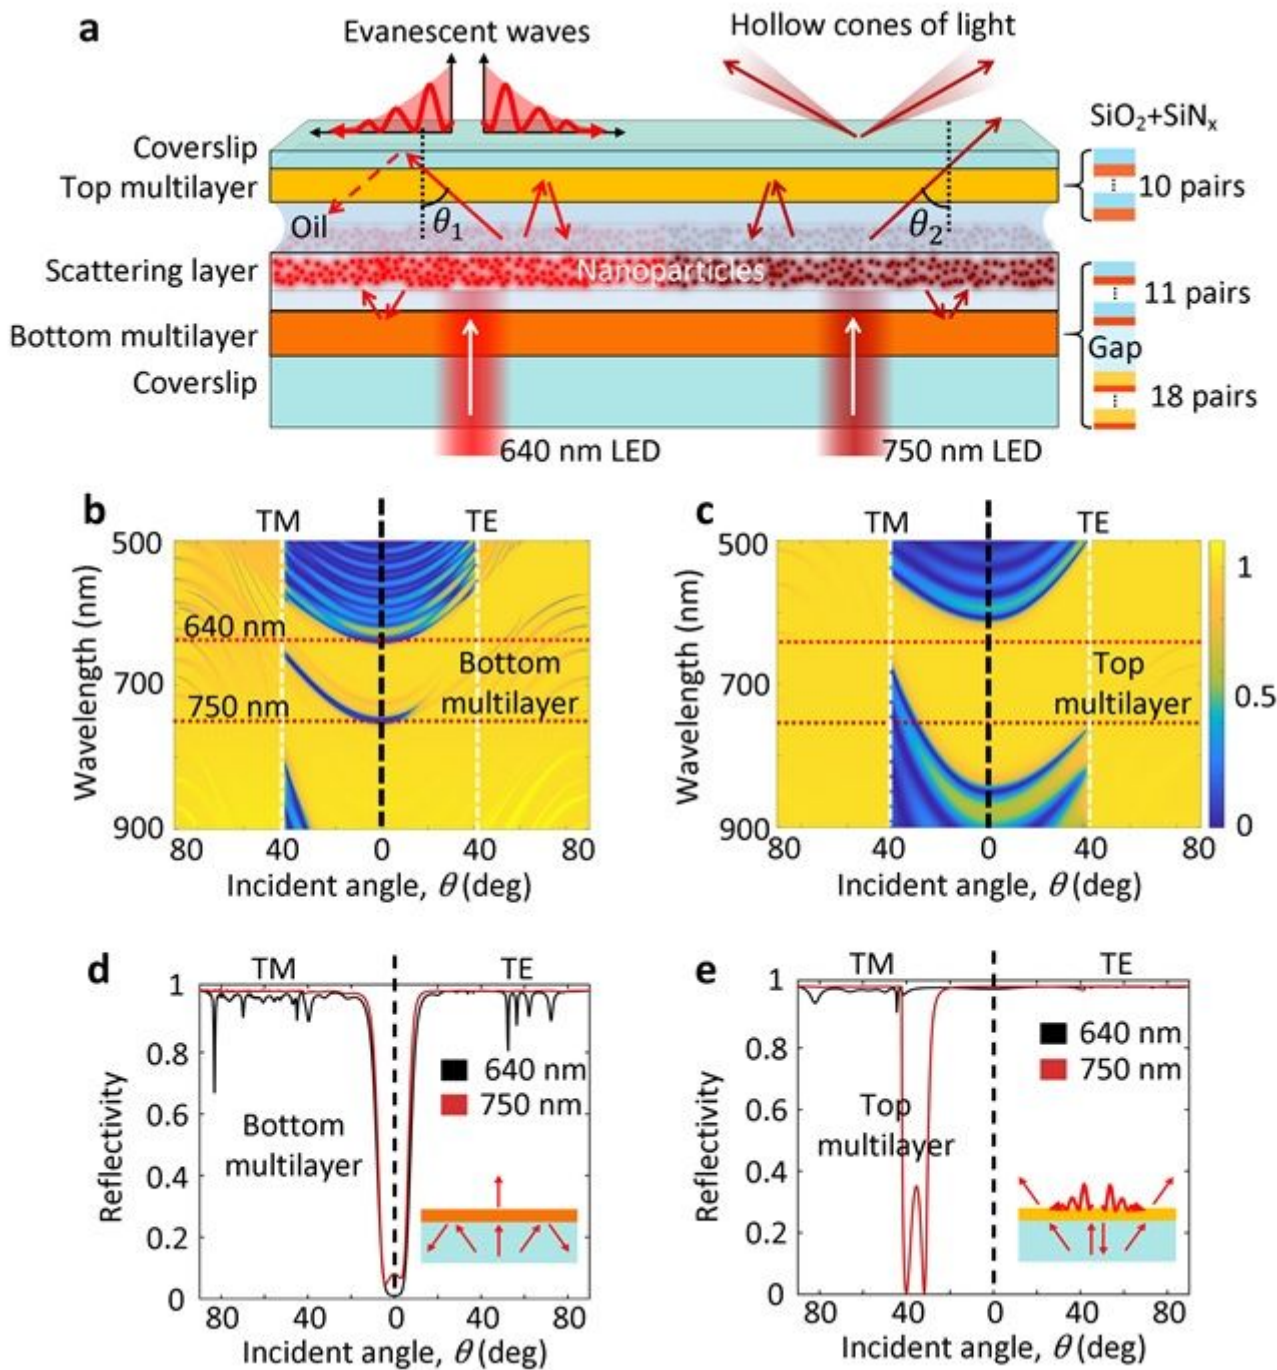 a
Evanescent waves
Hollow cones of light
SiO2+SiNx
Coverslip
Top multilayer
10 pairs
Oil
θ1
θ2
Scattering layer
Nanoparticles
11 pairs
Bottom multilayer
Gap
Coverslip
18 pairs
640 nm LED
750 nm LED
b
TM
TE
500
640 nm
700
750 nm
900
Wavelength (nm)
Bottom
multilayer
80 40 0 40 80
Incident angle, θ (deg)
c
TM
TE
500
700
900
Wavelength (nm)
Top
multilayer
1
0.5
0
80 40 0 40 80
Incident angle, θ (deg)
d
TM
TE
1
0.8
0.6
0.4
0.2
0
Reflectivity
640 nm
750 nm
Bottom
multilayer
80 40 0 40 80
Incident angle, θ (deg)
e
TM
TE
1
0.8
0.6
0.4
0.2
0
Reflectivity
640 nm
750 nm
Top
multilayer
80 40 0 40 80
Incident angle, θ (deg)